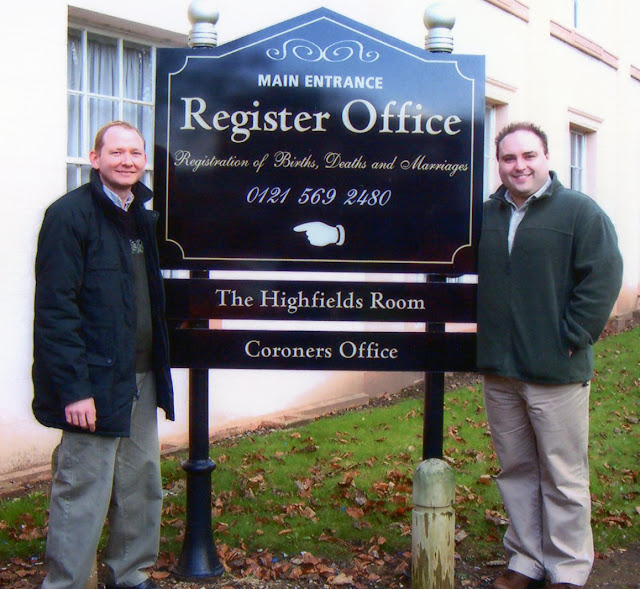 MAIN ENTRANCE
Register Office
Registration of Births, Deaths and Marriages
0121 569 2480
The Highfields Room
Coroners Office